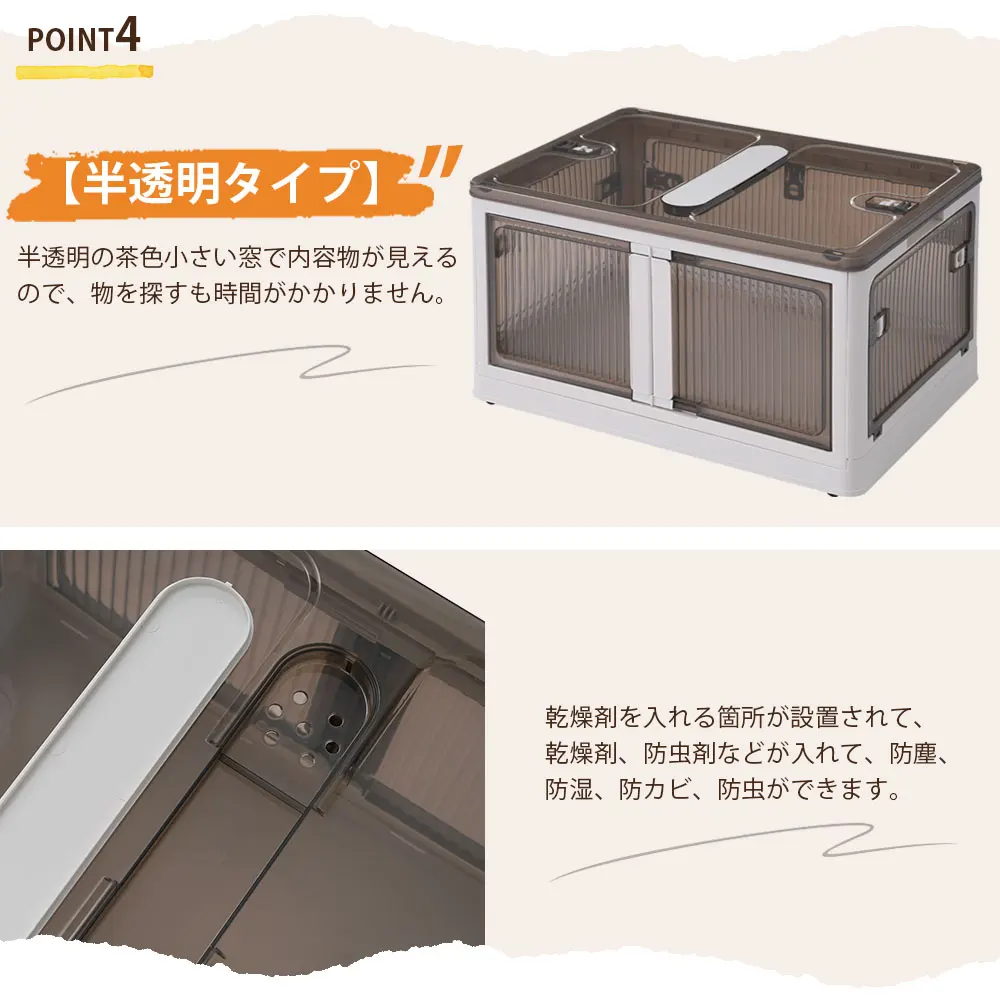 POINT4
【半透明タイプ】
半透明の茶色小さい窓で内容物が見える
ので、物を探すも時間がかかりません。
乾燥剤を入れる箇所が設置されて、
乾燥剤、防虫剤などが入れて、防塵、
防湿、防カビ、防虫ができます。